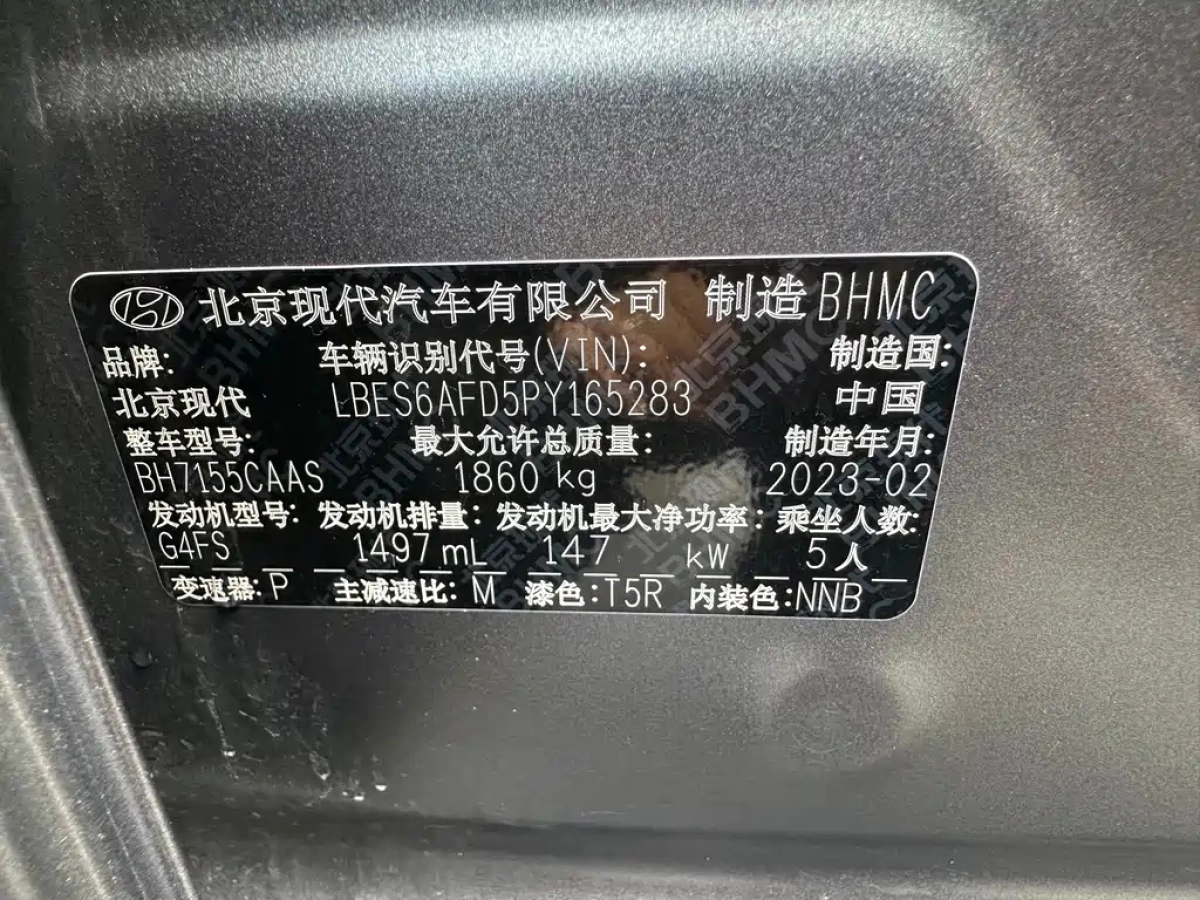 北京现代汽车有限公司 制造 BHMC
品牌: 车辆识别代号(VIN): 制造国:
北京现代 LBES6AFD5PY165283 中国
整车型号: 最大允许总质量: 制造年月:
BH7155CAAS 1860 kg 2023-02
发动机型号: 发动机排量: 发动机最大净功率: 乘坐人数:
G4FS 1497 mL 147 kW 5人
变速器: P 主减速比: M 漆色: T5R 内装色: NNB